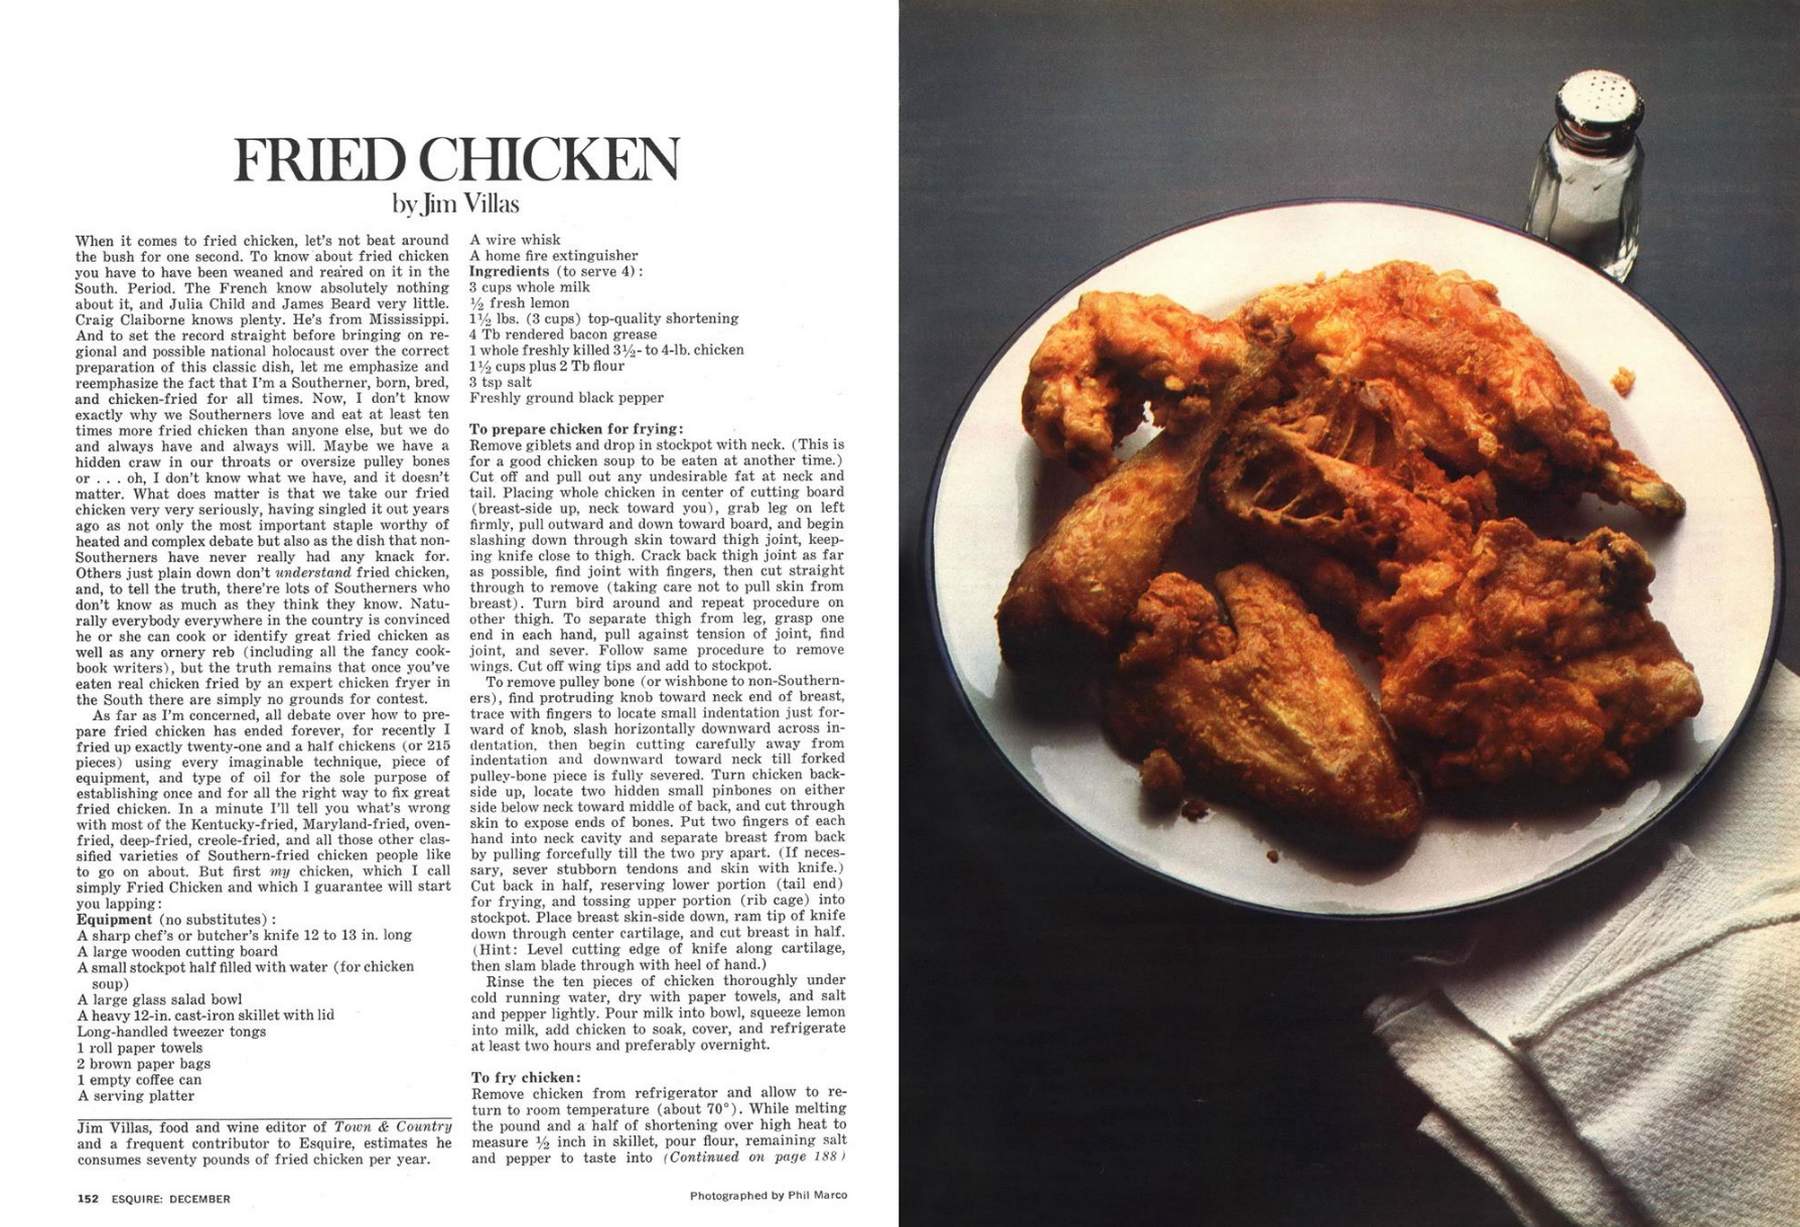 FRIED CHICKEN
by Jim Villas
When it comes to fried chicken, let's not beat around
the bush for one second. To know about fried chicken
you have to have been weaned and reared on it in the
South. Period. The French know absolutely nothing
about it, and Julia Child and James Beard very little.
Craig Claiborne knows plenty. He's from Mississippi.
And to set the record straight before bringing on re-
gional and possible national holocaust over the correct
preparation of this classic dish, let me emphasize and
reemphasize the fact that I'm a Southerner, born, bred,
and chicken-fried for all times. Now, I don't know
exactly why we Southerners love and eat at least ten
times more fried chicken than anyone else, but we do
and always have and always will. Maybe we have a
hidden craw in our throats or oversize pulley bones
or . . . oh, I don't know what we have, and it doesn't
matter. What does matter is that we take our fried
chicken very very seriously, having singled it out years
ago as not only the most important staple worthy of
heated and complex debate but also as the dish that non-
Southerners have never really had any knack for.
Others just plain down don't understand fried chicken,
and, to tell the truth, there're lots of Southerners who
don't know as much as they think they know. Natu-
rally everybody everywhere in the country is convinced
he or she can cook or identify great fried chicken as
well as any ornery reb (including all the fancy cook-
book writers), but the truth remains that once you've
eaten real chicken fried by an expert chicken fryer in
the South there are simply no grounds for contest.
As far as I'm concerned, all debate over how to pre-
pare fried chicken has ended forever, for recently I
fried up exactly twenty-one and a half chickens (or 215
pieces) using every imaginable technique, piece of
equipment, and type of oil for the sole purpose of
establishing once and for all the right way to fix great
fried chicken. In a minute I'll tell you what's wrong
with most of the Kentucky-fried, Maryland-fried, oven-
fried, deep-fried, creole-fried, and all those other clas-
sified varieties of Southern-fried chicken people like
to go on about. But first my chicken, which I call
simply Fried Chicken and which I guarantee will start
you lapping:
Equipment (no substitutes) :
A sharp chef's or butcher's knife 12 to 13 in. long
A large wooden cutting board
A small stockpot half filled with water (for chicken
soup)
A large glass salad bowl
A heavy 12-in. cast-iron skillet with lid
Long-handled tweezer tongs
1 roll paper towels
2 brown paper bags
1 empty coffee can
A serving platter
Jim Villas, food and wine editor of Town & Country
and a frequent contributor to Esquire, estimates he
consumes seventy pounds of fried chicken per year.
A wire whisk
A home fire extinguisher
Ingredients (to serve 4) :
3 cups whole milk
½ fresh lemon
1½ lbs. (3 cups) top-quality shortening
4 Tb rendered bacon grease
1 whole freshly killed 3½- to 4-lb. chicken
1½ cups plus 2 Tb flour
3 tsp salt
Freshly ground black pepper
To prepare chicken for frying:
Remove giblets and drop in stockpot with neck. (This is
for a good chicken soup to be eaten at another time.)
Cut off and pull out any undesirable fat at neck and
tail. Placing whole chicken in center of cutting board
(breast-side up, neck toward you), grab leg on left
firmly, pull outward and down toward board, and begin
slashing down through skin toward thigh joint, keep-
ing knife close to thigh. Crack back thigh joint as far
as possible, find joint with fingers, then cut straight
through to remove (taking care not to pull skin from
breast). Turn bird around and repeat procedure on
other thigh. To separate thigh from leg, grasp one
end in each hand, pull against tension of joint, find
joint, and sever. Follow same procedure to remove
wings. Cut off wing tips and add to stockpot.
To remove pulley bone (or wishbone to non-Southern-
ers), find protruding knob toward neck end of breast,
trace with fingers to locate small indentation just for-
ward of knob, slash horizontally downward across in-
dentation, then begin cutting carefully away from
indentation and downward toward neck till forked
pulley-bone piece is fully severed. Turn chicken back-
side up, locate two hidden small pinbones on either
side below neck toward middle of back, and cut through
skin to expose ends of bones. Put two fingers of each
hand into neck cavity and separate breast from back
by pulling forcefully till the two pry apart. (If neces-
sary, sever stubborn tendons and skin with knife.)
Cut back in half, reserving lower portion (tail end)
for frying, and tossing upper portion (rib cage) into
stockpot. Place breast skin-side down, ram tip of knife
down through center cartilage, and cut breast in half.
(Hint: Level cutting edge of knife along cartilage,
then slam blade through with heel of hand.)
Rinse the ten pieces of chicken thoroughly under
cold running water, dry with paper towels, and salt
and pepper lightly. Pour milk into bowl, squeeze lemon
into milk, add chicken to soak, cover, and refrigerate
at least two hours and preferably overnight.
To fry chicken:
Remove chicken from refrigerator and allow to re-
turn to room temperature (about 70°). While melting
the pound and a half of shortening over high heat to
measure ½ inch in skillet, pour flour, remaining salt
and pepper to taste into (Continued on page 188)
152 ESQUIRE: DECEMBER
Photographed by Phil Marco